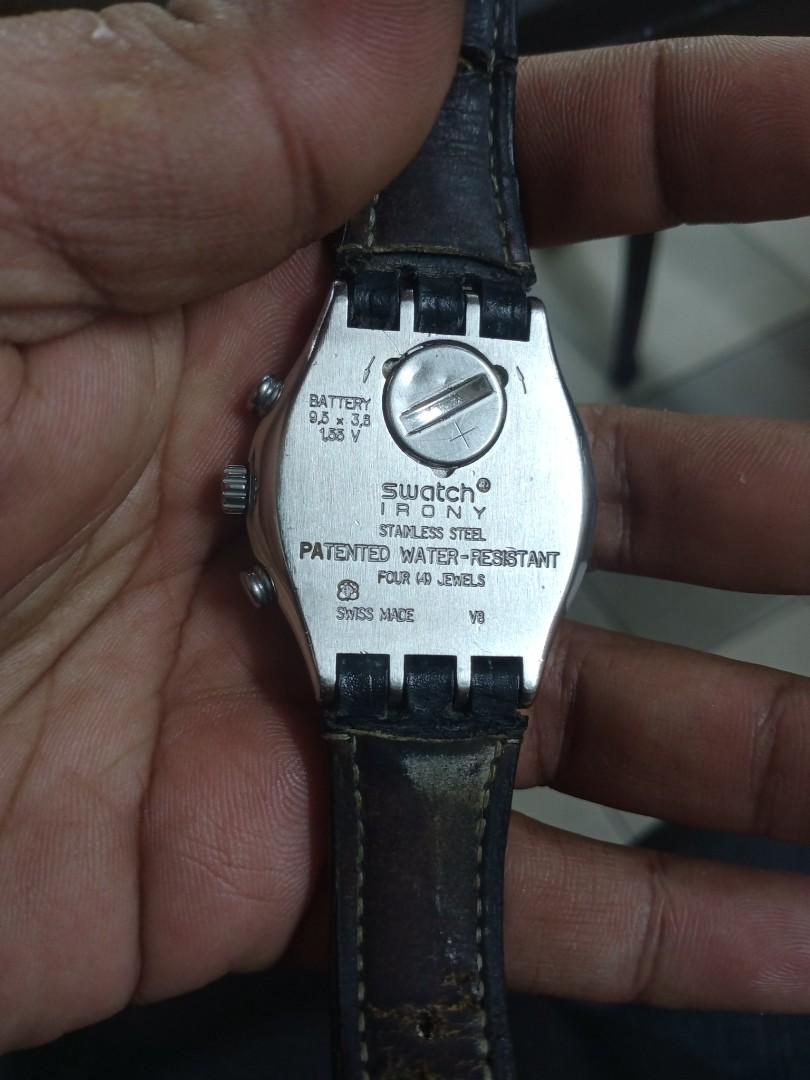 BATTERY
9,5 x 3,6
1,55 V
+
swatch®
IRONY
STAINLESS STEEL
PATENTED WATER-RESISTANT
FOUR (4) JEWELS
SWISS MADE V8